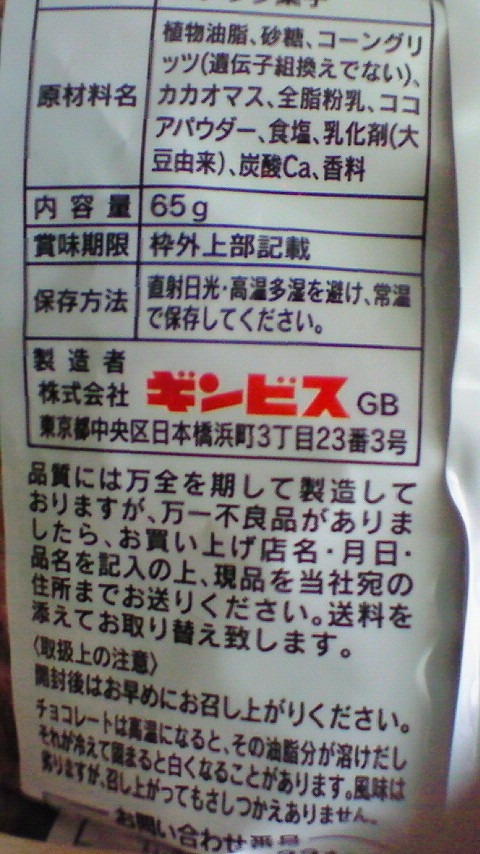 原材料名
植物油脂、砂糖、コーングリ
ッツ(遺伝子組換えでない)、
カカオマス、全脂粉乳、ココ
アパウダー、食塩、乳化剤(大
豆由来)、炭酸Ca、香料
内容量 65g
賞味期限 枠外上部記載
保存方法
直射日光・高温多湿を避け、常温
で保存してください。
製造者
株式会社 ギンビス GB
東京都中央区日本橋浜町3丁目23番3号
品質には万全を期して製造して
おりますが、万一不良品がありま
したら、お買い上げ店名・月日・
品名を記入の上、現品を当社宛の
住所までお送りください。送料を
添えてお取り替え致します。
〈取扱上の注意〉
開封後はお早めにお召し上がりください。
チョコレートは高温になると、その油脂分が溶けだし
それが冷えて固まると白くなることがあります。風味は
劣りますが、召し上がってもさしつかえありません。
お問い合わせ番号